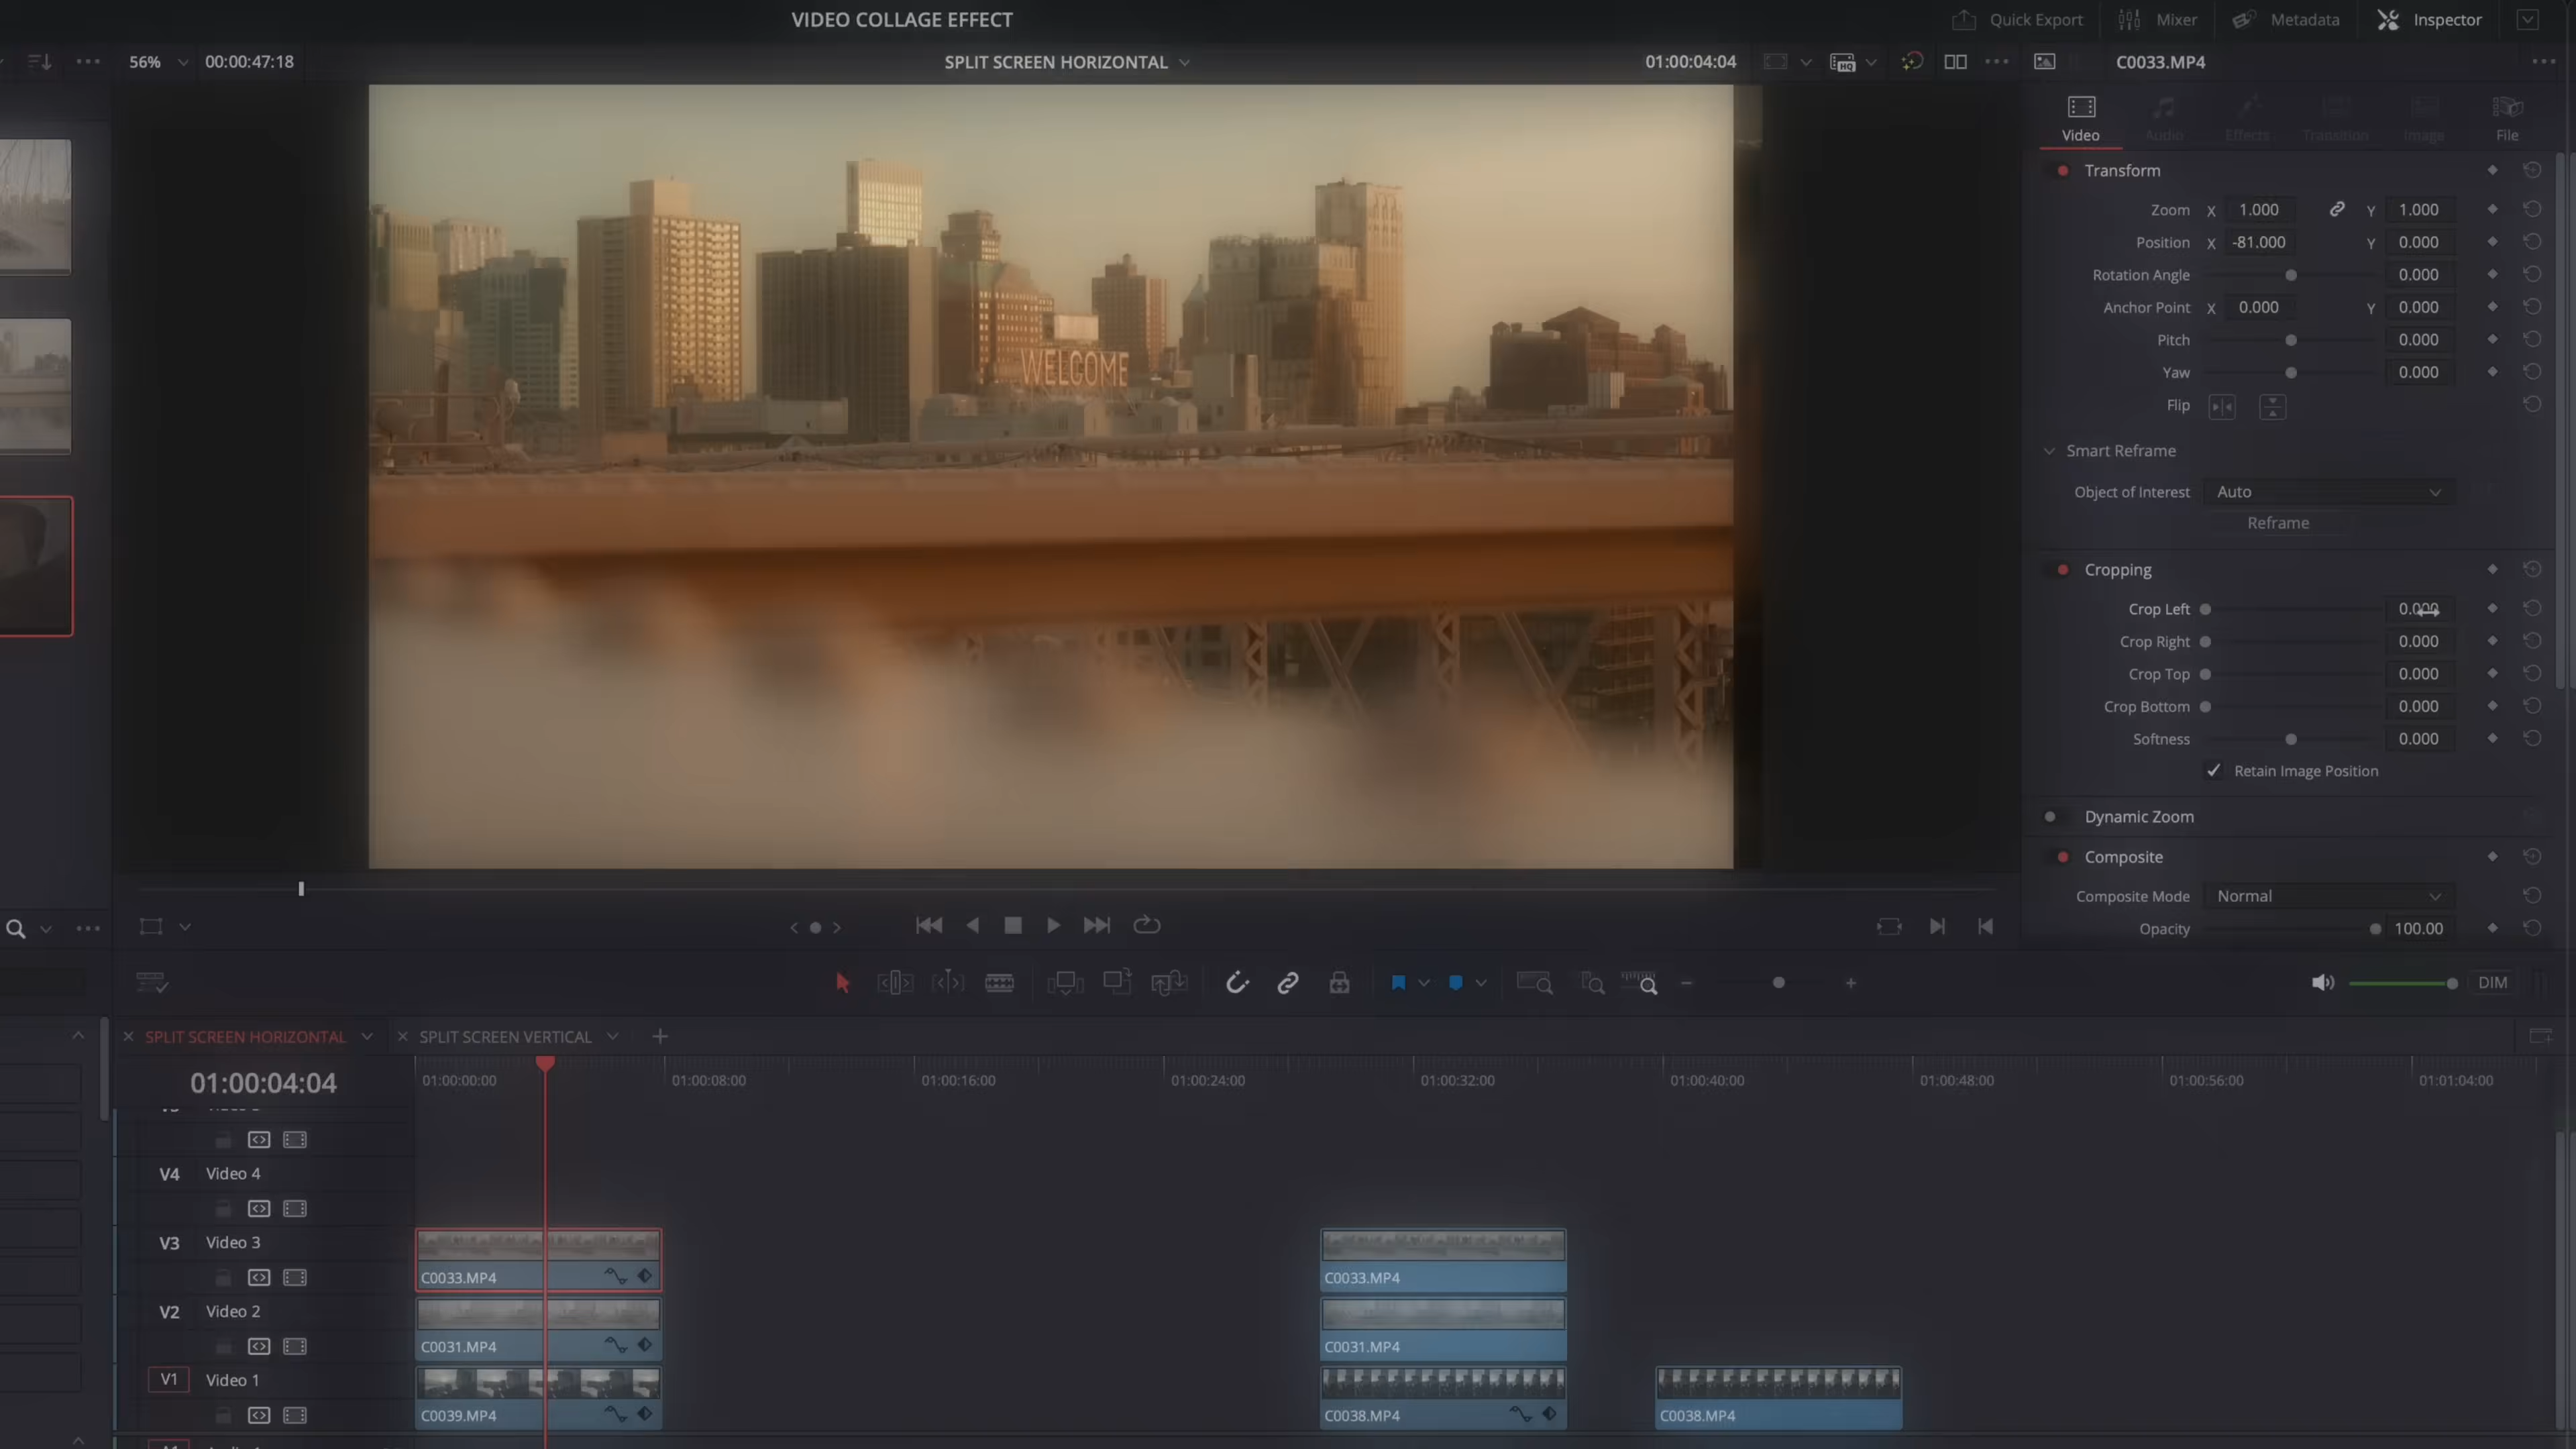 VIDEO COLLAGE EFFECT
Quick Export
Mixer
Metadata
Inspector
56%
00:00:47:18
SPLIT SCREEN HORIZONTAL
01:00:04:04
C0033.MP4
Video
Audio
Effects
Transition
Image
File
Transform
Zoom X 1.000 Y 1.000
Position X -81.000 Y 0.000
Rotation Angle 0.000
Anchor Point X 0.000 Y 0.000
Pitch 0.000
Yaw 0.000
Flip
Smart Reframe
Object of Interest Auto
Reframe
Cropping
Crop Left 0.000
Crop Right 0.000
Crop Top 0.000
Crop Bottom 0.000
Softness 0.000
Retain Image Position
Dynamic Zoom
Composite
Composite Mode Normal
Opacity 100.00
WELCOME
HQ
DIM
SPLIT SCREEN HORIZONTAL
SPLIT SCREEN VERTICAL
01:00:04:04
01:00:00:00
01:00:08:00
01:00:16:00
01:00:24:00
01:00:32:00
01:00:40:00
01:00:48:00
01:00:56:00
01:01:04:00
V4 Video 4
V3 Video 3
C0033.MP4
C0033.MP4
V2 Video 2
C0031.MP4
C0031.MP4
V1 Video 1
C0039.MP4
C0038.MP4
C0038.MP4